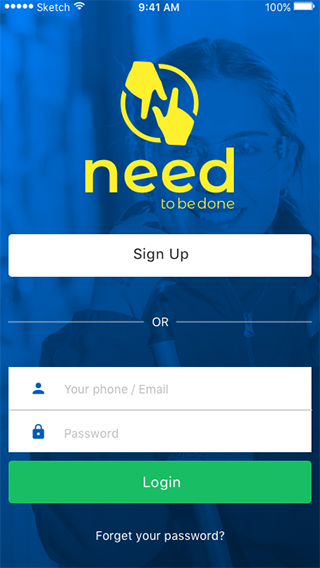 Sketch 9:41 AM 100%
need
to be done
Sign Up
OR
Your phone / Email
Password
Login
Forget your password?